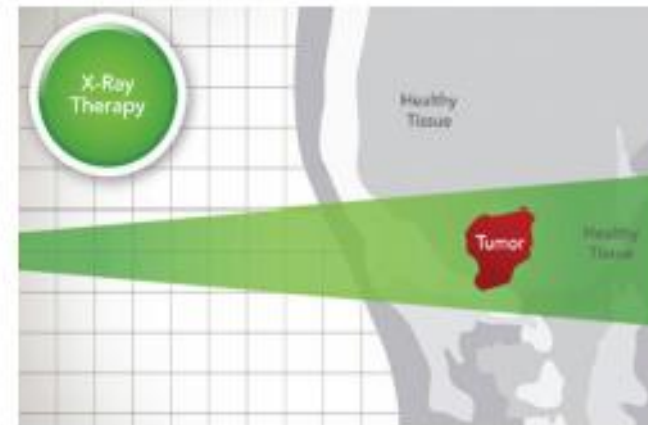 X-Ray
Therapy
Healthy
Tissue
Tumor
Healthy
Tissue